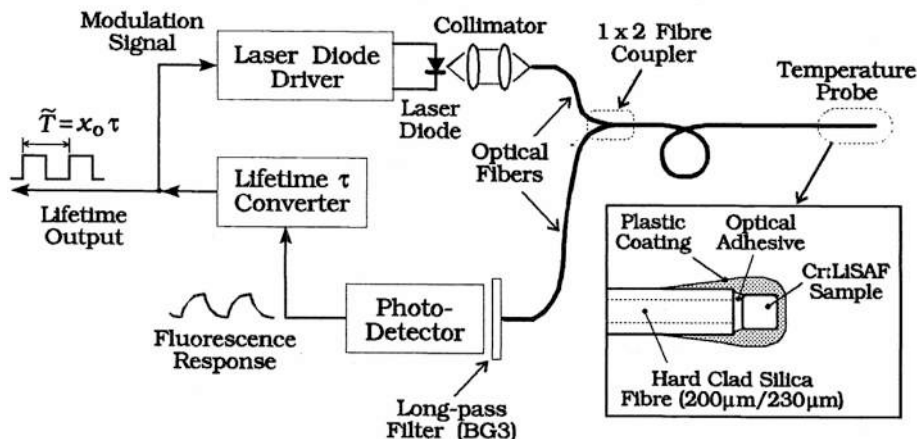 Modulation
Signal
Laser Diode
Driver
Collimator
Laser
Diode
1 x 2 Fibre
Coupler
Temperature
Probe
T̃ = x₀ τ
Lifetime τ
Converter
Lifetime
Output
Optical
Fibers
Photo-
Detector
Fluorescence
Response
Long-pass
Filter (BG3)
Plastic
Coating
Optical
Adhesive
Cr:LiSAF
Sample
Hard Clad Silica
Fibre (200μm/230μm)